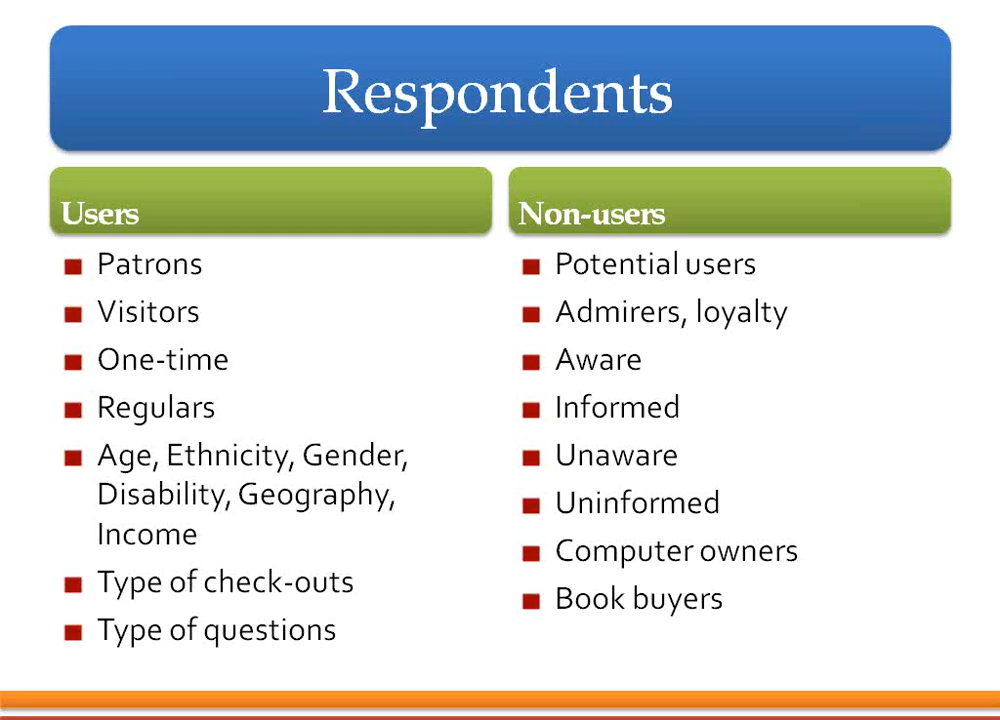 Respondents
Users
Patrons
Visitors
One-time
Regulars
Age, Ethnicity, Gender,
Disability, Geography,
Income
Type of check-outs
Type of questions
Non-users
Potential users
Admirers, loyalty
Aware
Informed
Unaware
Uninformed
Computer owners
Book buyers